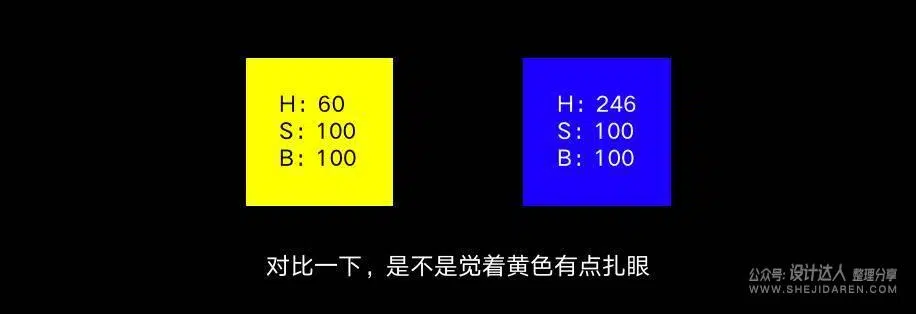 H: 60
S: 100
B: 100
H: 246
S: 100
B: 100
对比一下，是不是觉着黄色有点扎眼
公众号: 设计达人 整理分享
WWW.SHEJIDAREN.COM